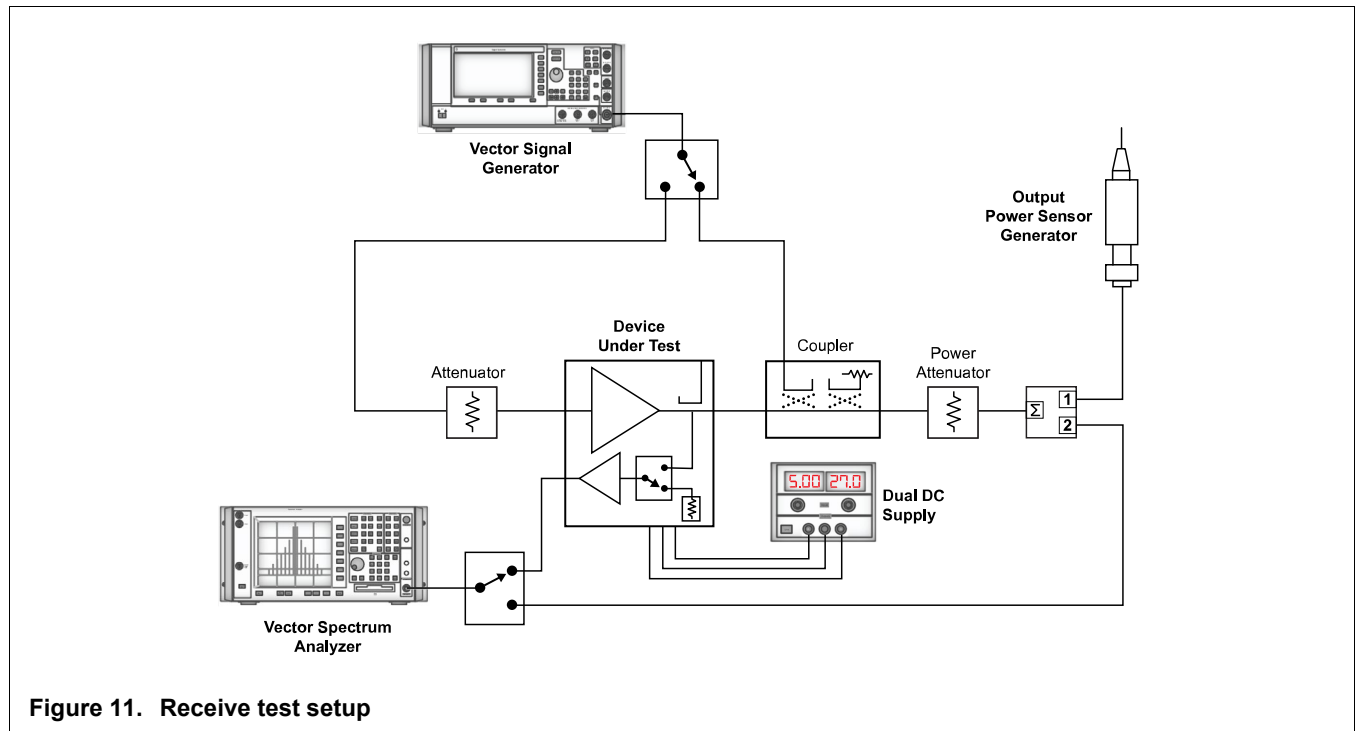 Vector Signal
Generator
Output
Power Sensor
Generator
Device
Under Test
Coupler
Power
Attenuator
Attenuator
Σ
1
2
5.00 27.0
Dual DC
Supply
Vector Spectrum
Analyzer
Figure 11. Receive test setup